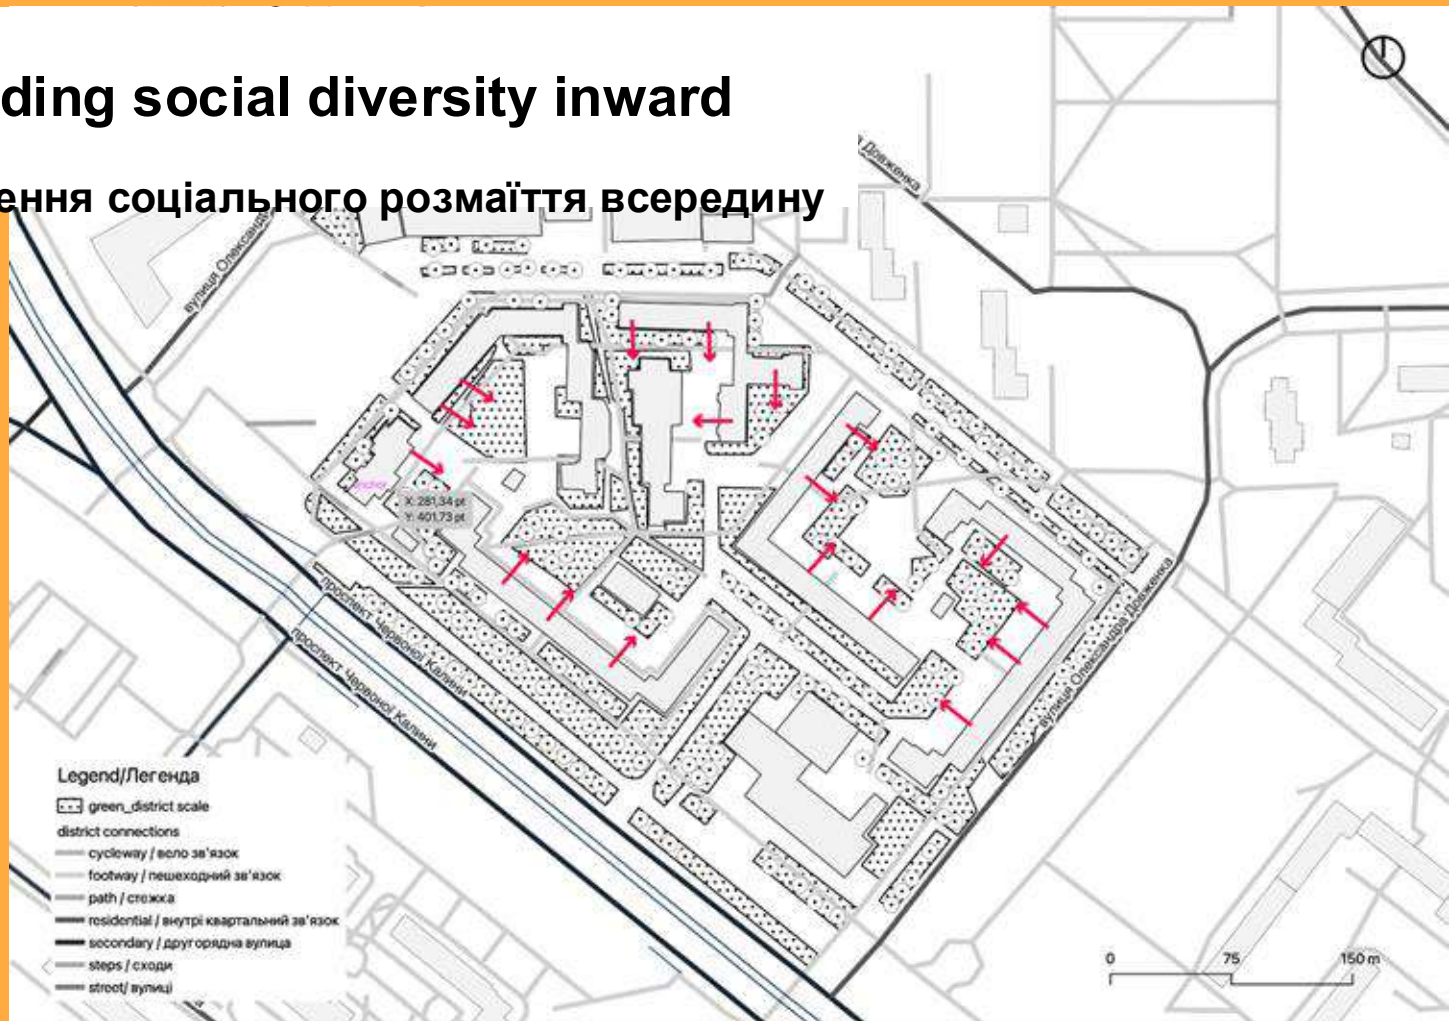 ding social diversity inward
ення соціального розмаїття всередину
Довженка
вулиця Олександ
anchor
X: 281,34 pt
Y: 401,73 pt
проспект Червоної Калини
проспект Червоної Калини
вулиця Олександра Довженка
Legend/Легенда
green_district scale
district connections
cycleway / вело зв'язок
footway / пешеходний зв'язок
path / стежка
residential / внутрі квартальний зв'язок
secondary / другорядна вулиця
steps / сходи
street/ вулиці
0 75 150 m